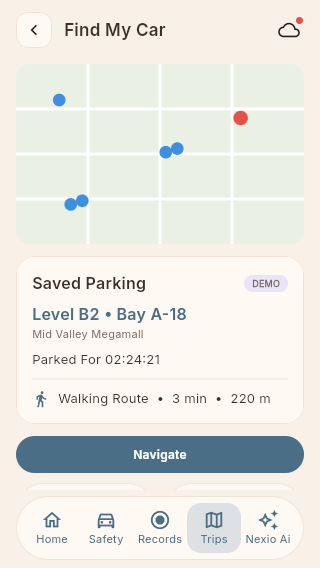 Find My Car
Saved Parking
DEMO
Level B2 • Bay A-18
Mid Valley Megamall
Parked For 02:24:21
Walking Route • 3 min • 220 m
Navigate
Home
Safety
Records
Trips
Nexio Ai